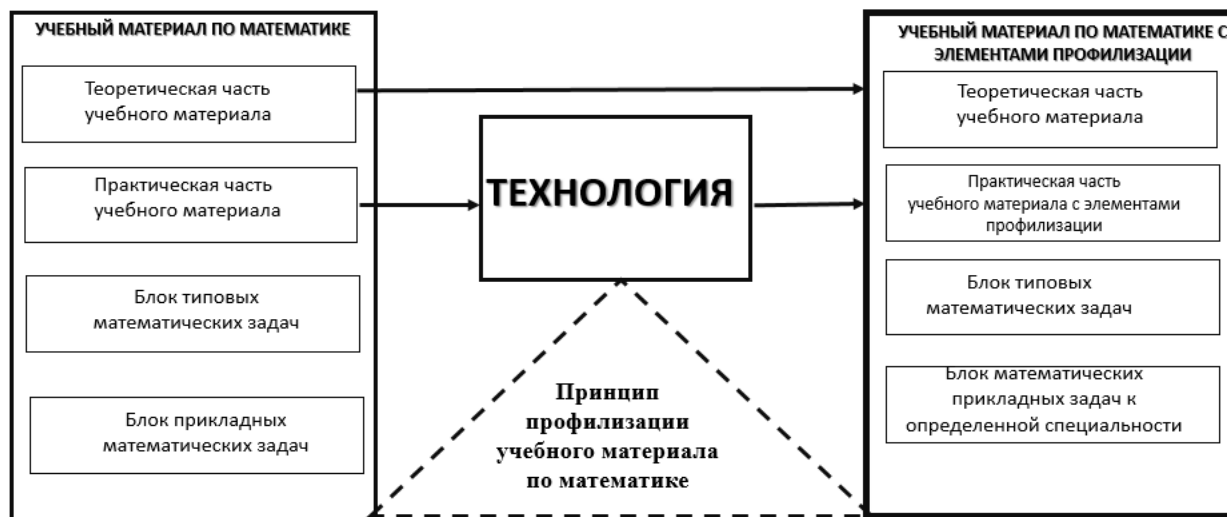 УЧЕБНЫЙ МАТЕРИАЛ ПО МАТЕМАТИКЕ
Теоретическая часть
учебного материала
Практическая часть
учебного материала
Блок типовых
математических задач
Блок прикладных
математических задач
ТЕХНОЛОГИЯ
Принцип
профилизации
учебного материала
по математике
УЧЕБНЫЙ МАТЕРИАЛ ПО МАТЕМАТИКЕ С
ЭЛЕМЕНТАМИ ПРОФИЛИЗАЦИИ
Теоретическая часть
учебного материала
Практическая часть
учебного материала с элементами
профилизации
Блок типовых
математических задач
Блок математических
прикладных задач к
определенной специальности